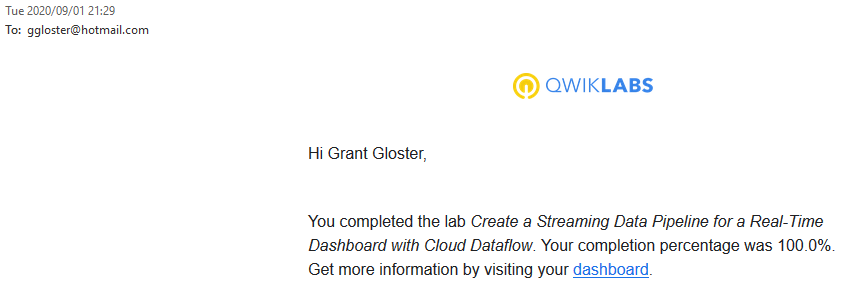 Tue 2020/09/01 21:29
To: ggloster@hotmail.com
QWIKLABS
Hi Grant Gloster,
You completed the lab Create a Streaming Data Pipeline for a Real-Time
Dashboard with Cloud Dataflow. Your completion percentage was 100.0%.
Get more information by visiting your dashboard.